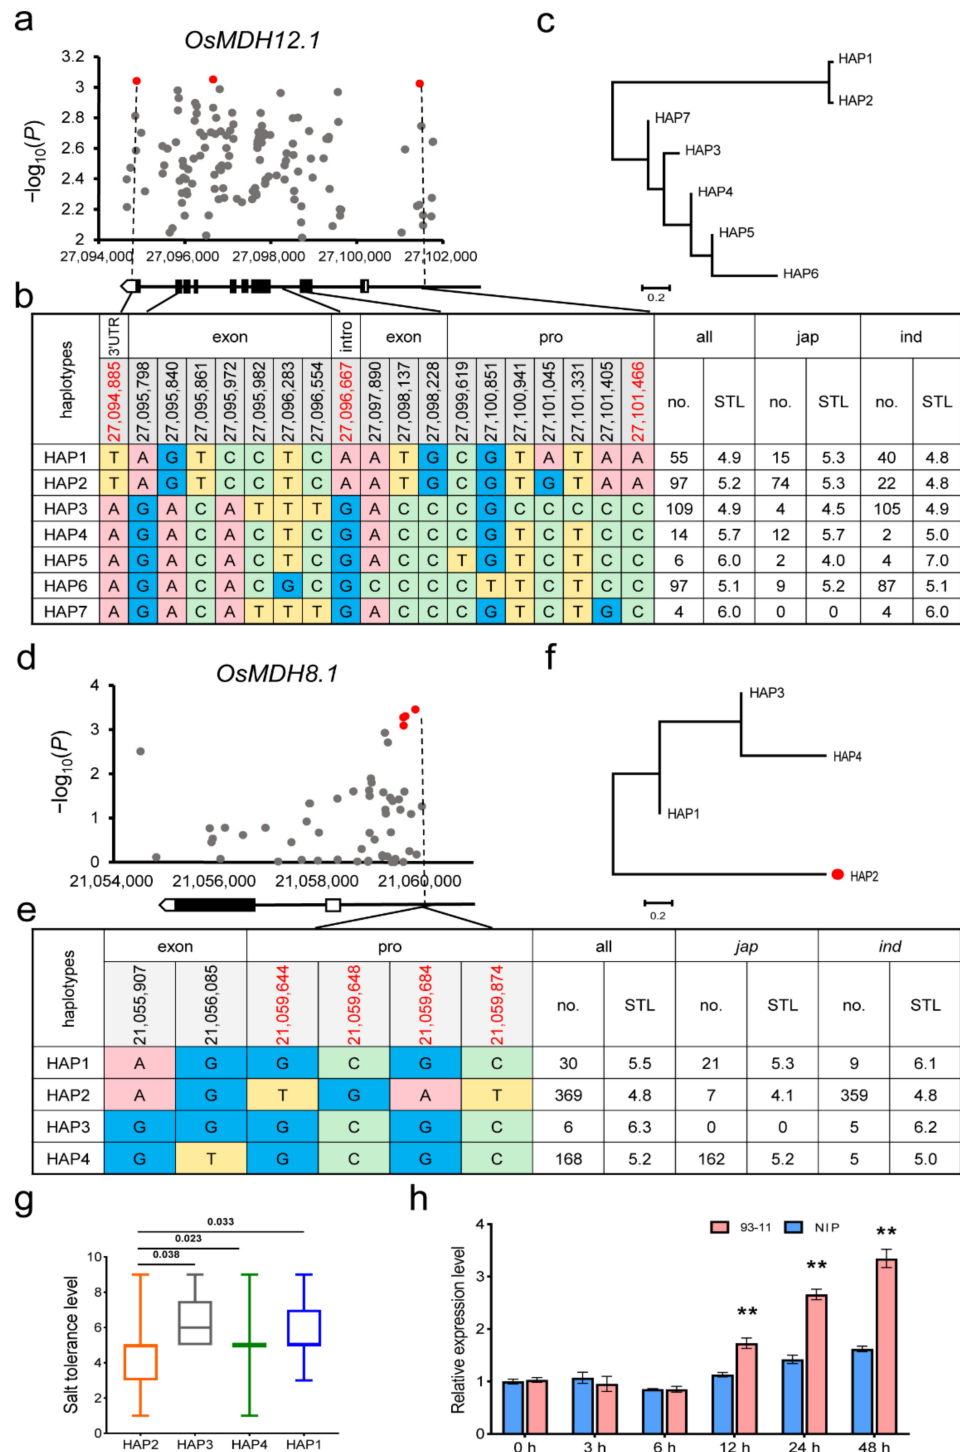 a
OsMDH12.1
−log10(P)
3.2
3
2.8
2.6
2.4
2.2
2
27,094,000 27,096,000 27,098,000 27,100,000 27,102,000
c
HAP1
HAP2
HAP7
HAP3
HAP4
HAP5
HAP6
0.2
b
haplotypes 3'UTR exon intro exon pro all jap ind
27,094,885 27,095,798 27,095,840 27,095,861 27,095,972 27,095,982 27,096,283 27,096,554 27,096,667 27,097,890 27,098,137 27,098,228 27,099,619 27,100,851 27,100,941 27,101,045 27,101,331 27,101,405 27,101,466 no. STL no. STL no. STL
HAP1 T A G T C C T C A A T G C G T A T A A 55 4.9 15 5.3 40 4.8
HAP2 T A G T C C T C A A T G C G T G T A A 97 5.2 74 5.3 22 4.8
HAP3 A G A C A T T T G A C C C G C C C C C 109 4.9 4 4.5 105 4.9
HAP4 A G A C A C T C G A C C C G T C T C C 14 5.7 12 5.7 2 5.0
HAP5 A G A C A C T C G A C C T G T C T C C 6 6.0 2 4.0 4 7.0
HAP6 A G A C A C G C G C C C C T T C T C C 97 5.1 9 5.2 87 5.1
HAP7 A G A C A T T T G A C C C G T C T G C 4 6.0 0 0 4 6.0
d
OsMDH8.1
−log10(P)
4
3
2
1
0
21,054,000 21,056,000 21,058,000 21,060,000
f
HAP3
HAP4
HAP1
HAP2
0.2
e
haplotypes exon pro all jap ind
21,055,907 21,056,085 21,059,644 21,059,648 21,059,684 21,059,874 no. STL no. STL no. STL
HAP1 A G G C G C 30 5.5 21 5.3 9 6.1
HAP2 A G T G A T 369 4.8 7 4.1 359 4.8
HAP3 G G G C G C 6 6.3 0 0 5 6.2
HAP4 G T G C G C 168 5.2 162 5.2 5 5.0
g
0.033
0.023
0.038
Salt tolerance level
10
8
6
4
2
0
HAP2 HAP3 HAP4 HAP1
h
93-11 NIP
Relative expression level
4
3
2
1
0
** ** **
0 h 3 h 6 h 12 h 24 h 48 h